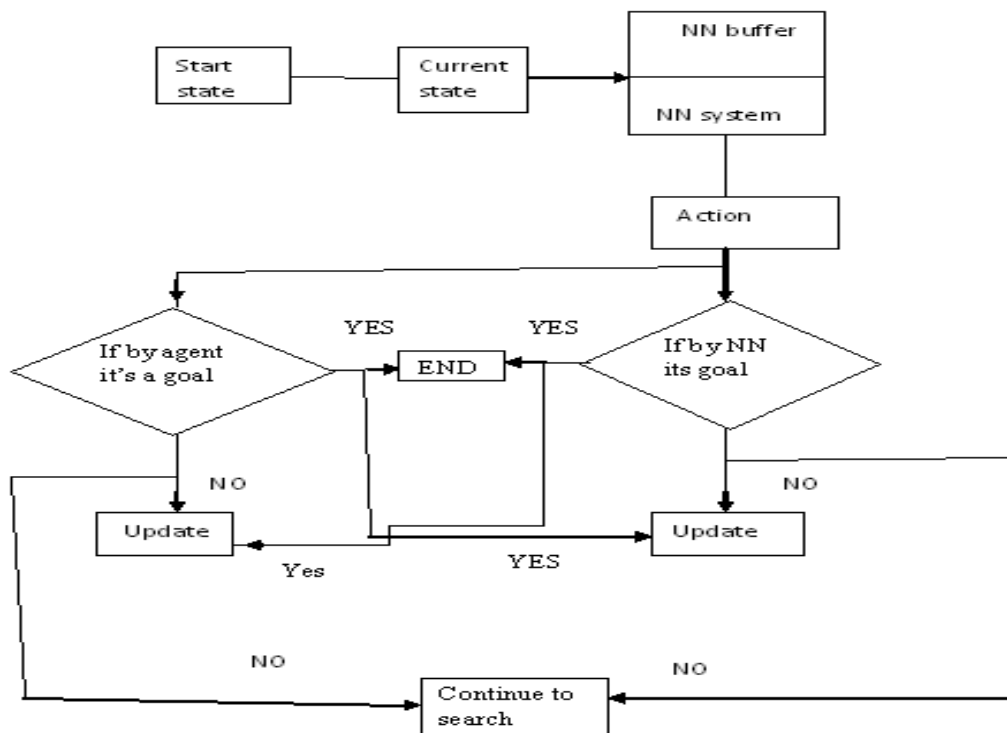 NN buffer
Start
state
Current
state
NN system
Action
YES
YES
If by agent
it's a goal
END
If by NN
its goal
NO
NO
Update
Update
Yes
YES
NO
NO
Continue to
search